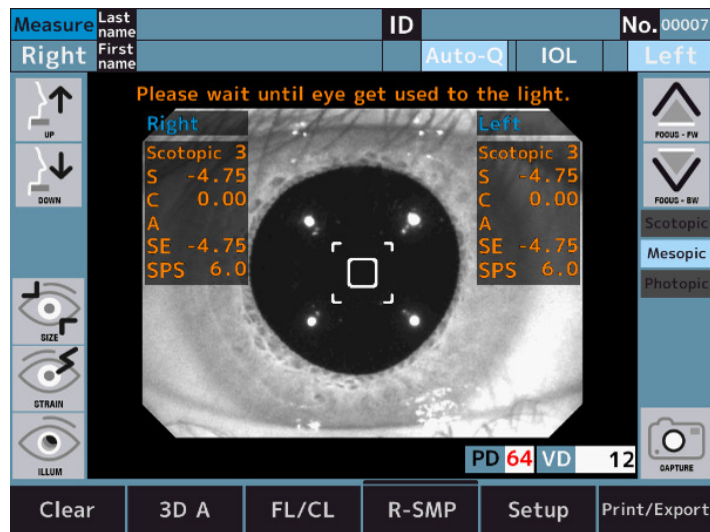 Measure Last name ID No. 00007
Right First name Auto-Q IOL Left
Please wait until eye get used to the light.
UP
DOWN
SIZE
STRAIN
ILLUM
Right
Scotopic 3
S -4.75
C 0.00
A
SE -4.75
SPS 6.0
Left
Scotopic 3
S -4.75
C 0.00
A
SE -4.75
SPS 6.0
FOCUS - FW
FOCUS - BW
Scotopic
Mesopic
Photopic
CAPTURE
PD 64 VD 12
Clear 3D A FL/CL R-SMP Setup Print/Export